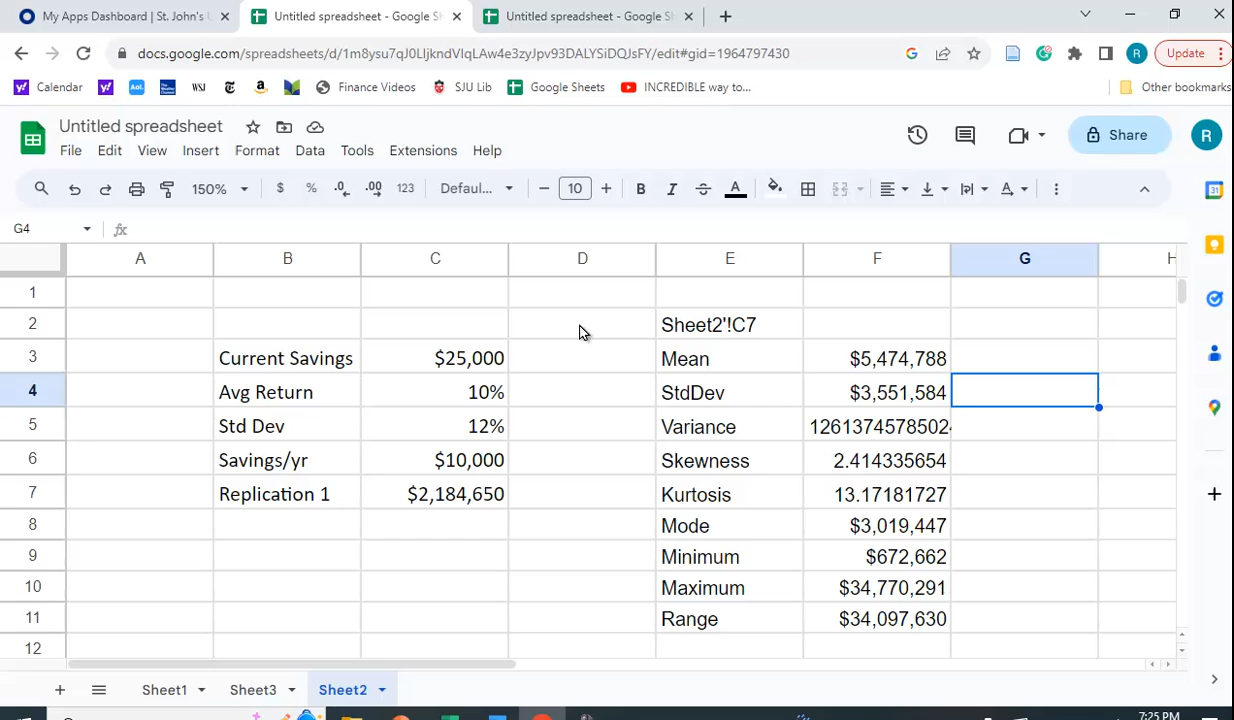 My Apps Dashboard | St. John's U
Untitled spreadsheet - Google Sh
Untitled spreadsheet - Google Sh
docs.google.com/spreadsheets/d/1m8ysu7qJ0LIjkndVIqLAw4e3zyJpv93DALYSiDQJsFY/edit#gid=1964797430
Update
Calendar
Aol.
WSJ
Finance Videos
SJU Lib
Google Sheets
INCREDIBLE way to...
Other bookmarks
Untitled spreadsheet
File Edit View Insert Format Data Tools Extensions Help
Share
R
150% $ % .0 .00 123 Defaul... 10 B I A
G4 fx
A B C D E F G H
1
2 Sheet2'!C7
3 Current Savings $25,000 Mean $5,474,788
4 Avg Return 10% StdDev $3,551,584
5 Std Dev 12% Variance 1261374578502
6 Savings/yr $10,000 Skewness 2.414335654
7 Replication 1 $2,184,650 Kurtosis 13.17181727
8 Mode $3,019,447
9 Minimum $672,662
10 Maximum $34,770,291
11 Range $34,097,630
12
Sheet1 Sheet3 Sheet2
7:25 PM